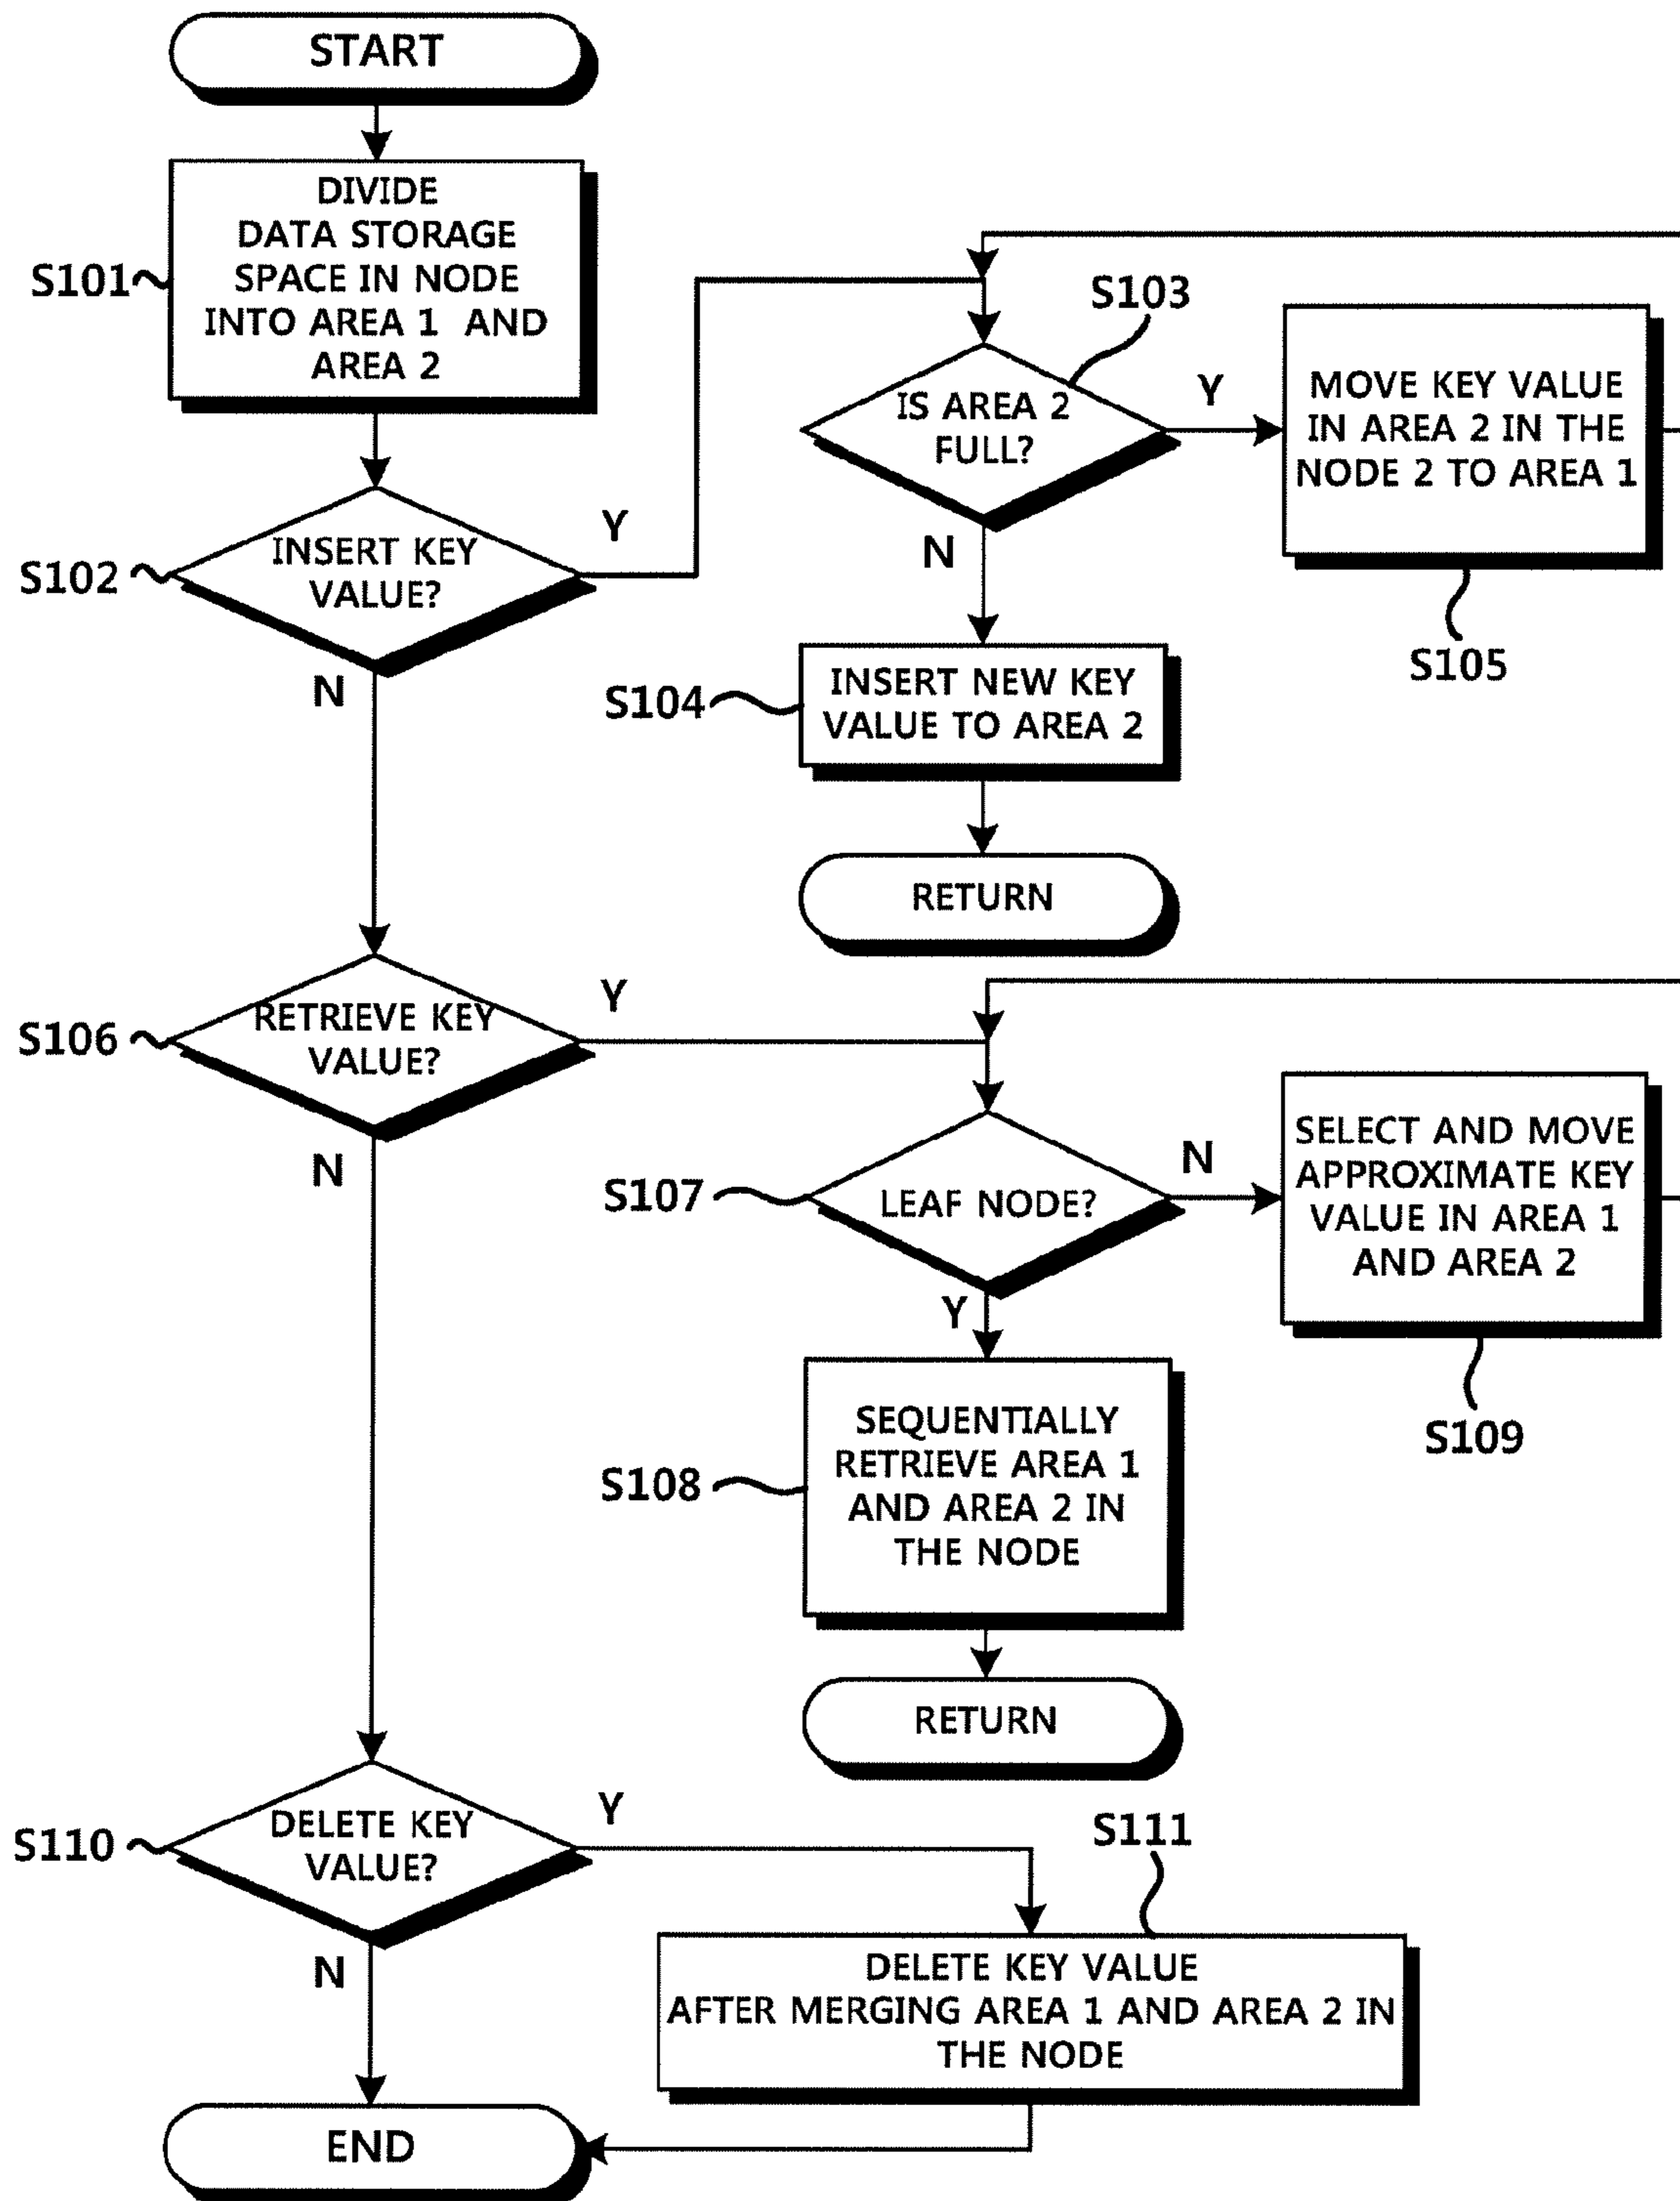 START
DIVIDE
DATA STORAGE
SPACE IN NODE
INTO AREA 1 AND
AREA 2
S101
INSERT KEY
VALUE?
S102
Y
N
IS AREA 2
FULL?
S103
Y
N
MOVE KEY VALUE
IN AREA 2 IN THE
NODE 2 TO AREA 1
S105
S104
INSERT NEW KEY
VALUE TO AREA 2
RETURN
RETRIEVE KEY
VALUE?
S106
Y
N
S107
LEAF NODE?
N
Y
SELECT AND MOVE
APPROXIMATE KEY
VALUE IN AREA 1
AND AREA 2
S109
S108
SEQUENTIALLY
RETRIEVE AREA 1
AND AREA 2 IN
THE NODE
RETURN
S110
DELETE KEY
VALUE?
Y
N
S111
DELETE KEY VALUE
AFTER MERGING AREA 1 AND AREA 2 IN
THE NODE
END